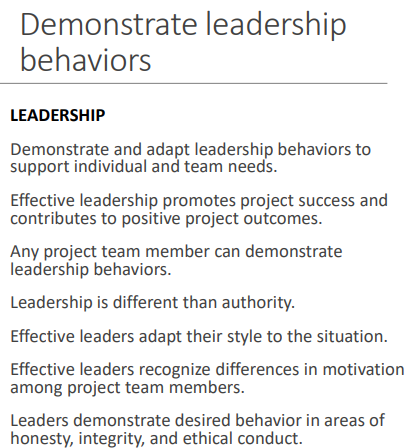 Demonstrate leadership
behaviors
LEADERSHIP
Demonstrate and adapt leadership behaviors to
support individual and team needs.
Effective leadership promotes project success and
contributes to positive project outcomes.
Any project team member can demonstrate
leadership behaviors.
Leadership is different than authority.
Effective leaders adapt their style to the situation.
Effective leaders recognize differences in motivation
among project team members.
Leaders demonstrate desired behavior in areas of
honesty, integrity, and ethical conduct.